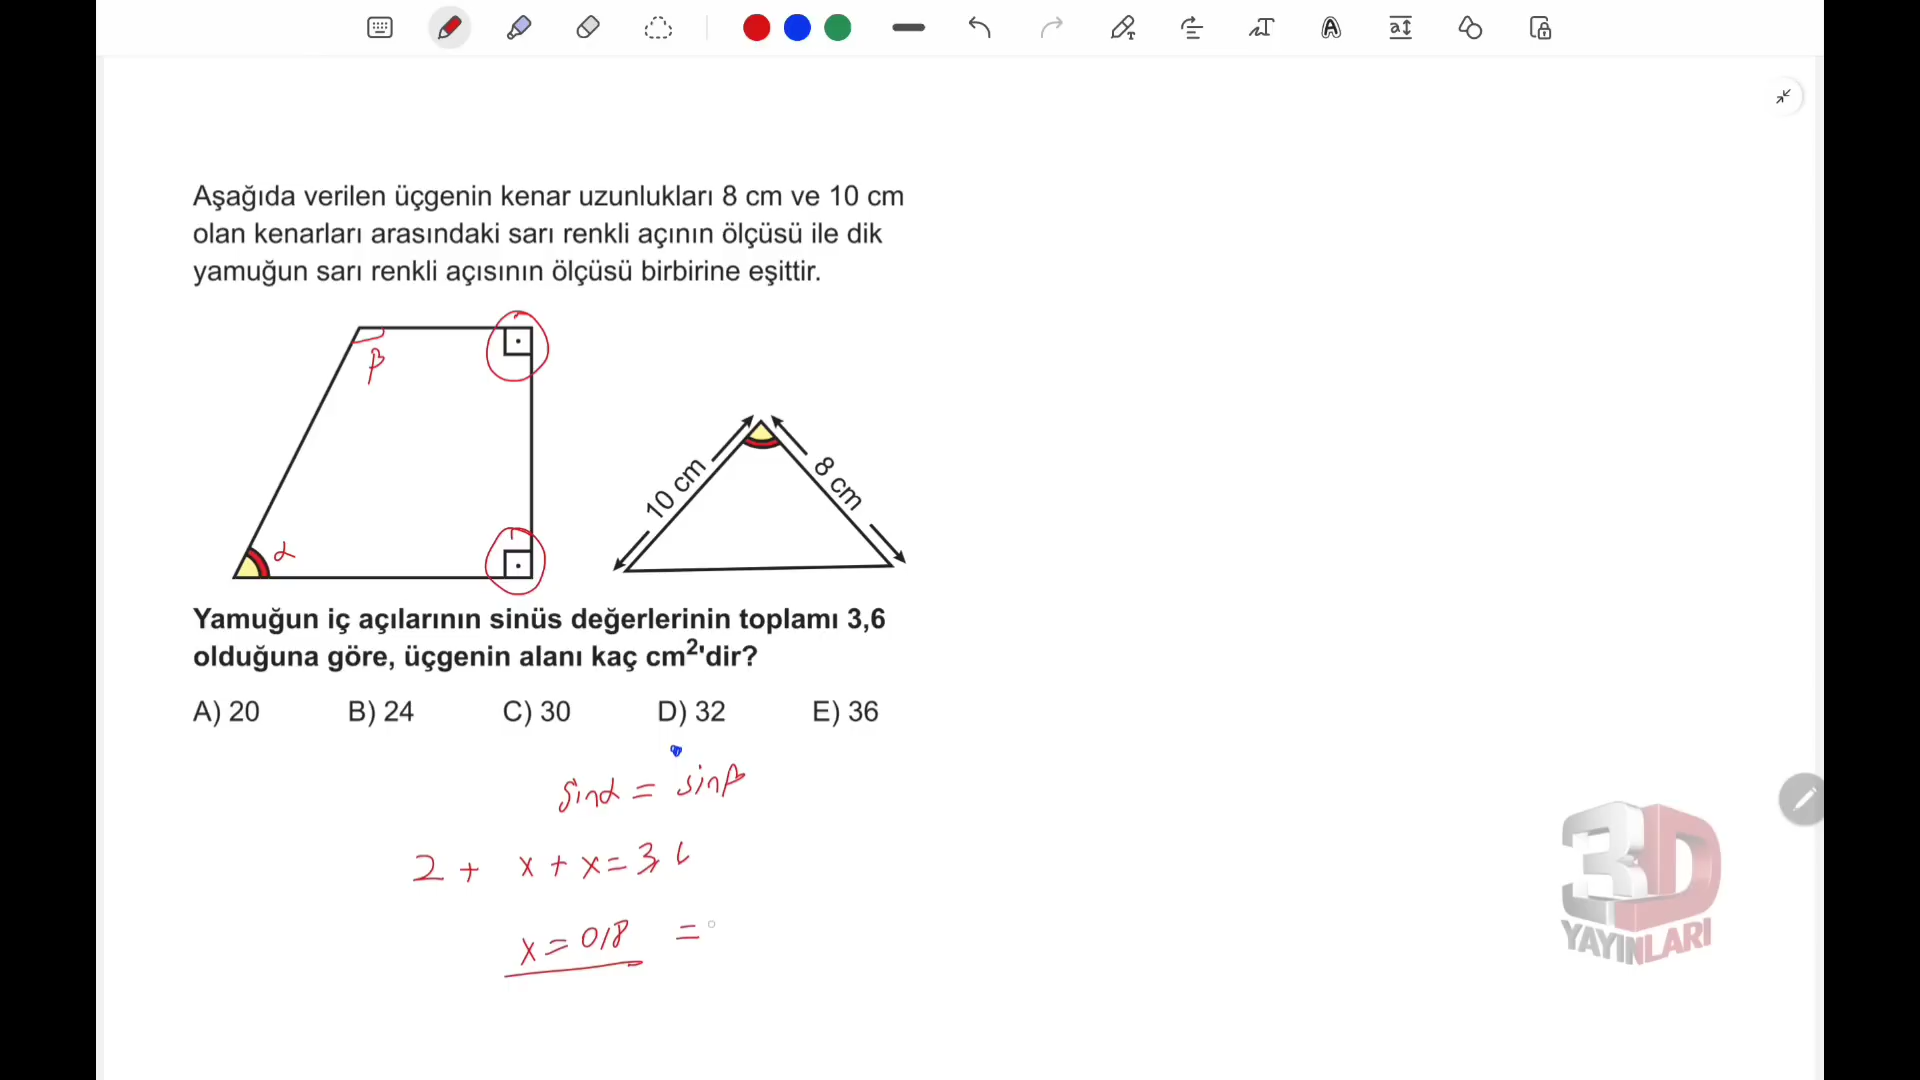 Aşağıda verilen üçgenin kenar uzunlukları 8 cm ve 10 cm
olan kenarları arasındaki sarı renkli açının ölçüsü ile dik
yamuğun sarı renkli açısının ölçüsü birbirine eşittir.
β
α
10 cm
8 cm
Yamuğun iç açılarının sinüs değerlerinin toplamı 3,6
olduğuna göre, üçgenin alanı kaç cm²'dir?
A) 20 B) 24 C) 30 D) 32 E) 36
sinα = sinβ
2 + x + x = 3,6
x = 0,8 =
3D
YAYINLARI